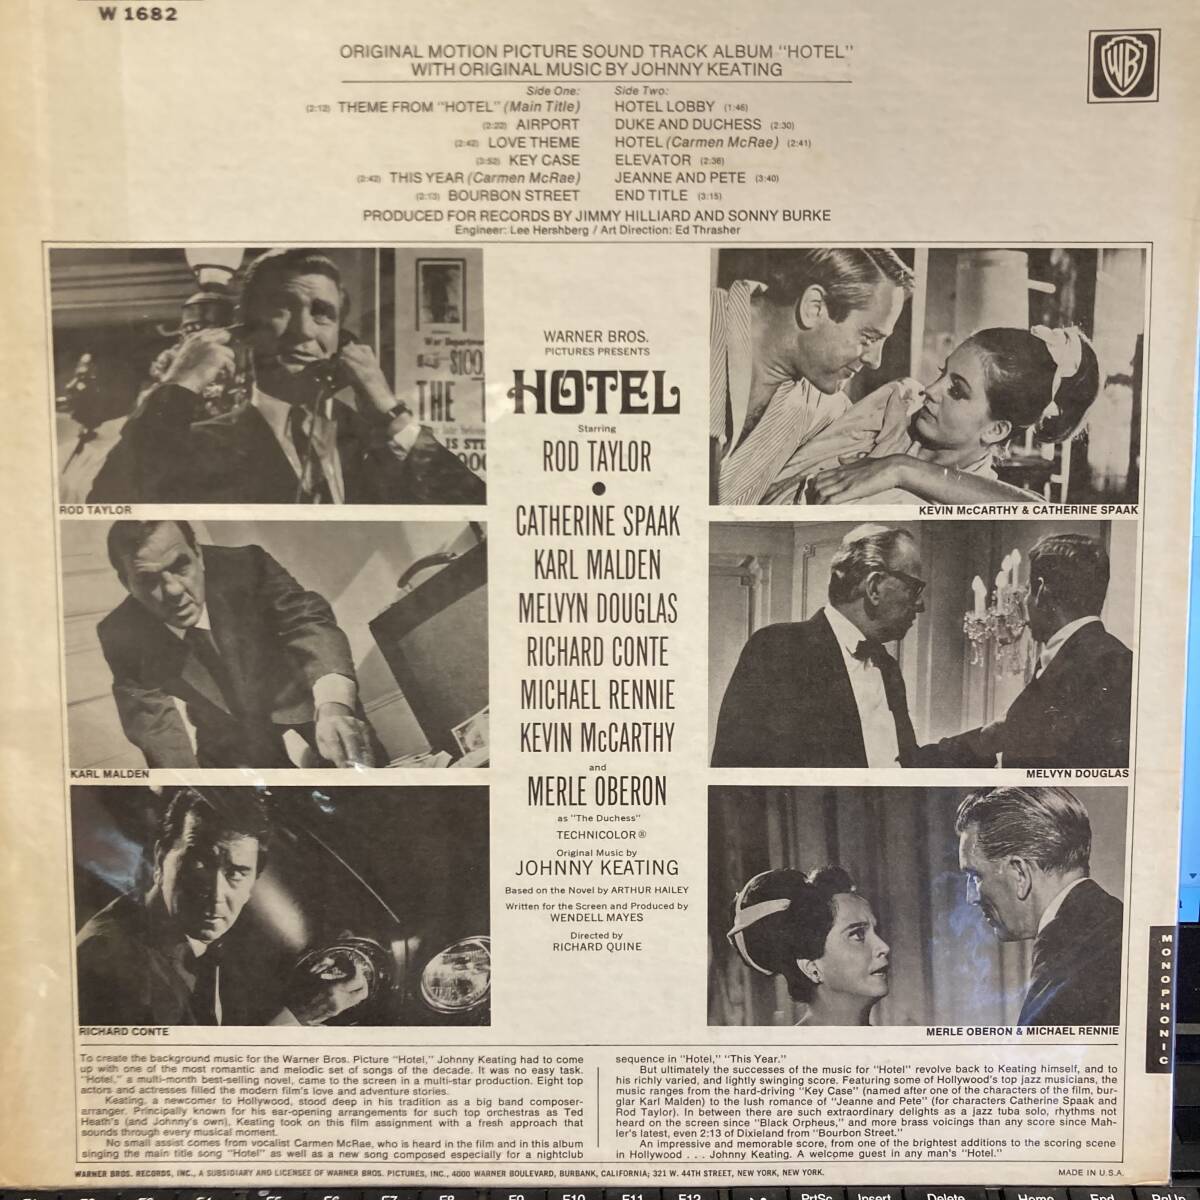 W 1682
ORIGINAL MOTION PICTURE SOUND TRACK ALBUM "HOTEL"
WITH ORIGINAL MUSIC BY JOHNNY KEATING
WB
Side One:
(2:12) THEME FROM "HOTEL" (Main Title)
(2:22) AIRPORT
(2:42) LOVE THEME
(3:52) KEY CASE
(2:42) THIS YEAR (Carmen McRae)
(2:13) BOURBON STREET
Side Two:
HOTEL LOBBY (1:46)
DUKE AND DUCHESS (2:30)
HOTEL (Carmen McRae) (2:41)
ELEVATOR (2:36)
JEANNE AND PETE (3:40)
END TITLE (3:15)
PRODUCED FOR RECORDS BY JIMMY HILLIARD AND SONNY BURKE
Engineer: Lee Hershberg / Art Direction: Ed Thrasher
War Department
$100
THE
IS STI
ROD TAYLOR
KARL MALDEN
RICHARD CONTE
WARNER BROS.
PICTURES PRESENTS
HOTEL
Starring
ROD TAYLOR
CATHERINE SPAAK
KARL MALDEN
MELVYN DOUGLAS
RICHARD CONTE
MICHAEL RENNIE
KEVIN McCARTHY
and
MERLE OBERON
as "The Duchess"
TECHNICOLOR®
Original Music by
JOHNNY KEATING
Based on the Novel by ARTHUR HAILEY
Written for the Screen and Produced by
WENDELL MAYES
Directed by
RICHARD QUINE
KEVIN McCARTHY & CATHERINE SPAAK
MELVYN DOUGLAS
MERLE OBERON & MICHAEL RENNIE
MONOPHONIC
To create the background music for the Warner Bros. Picture "Hotel," Johnny Keating had to come
up with one of the most romantic and melodic set of songs of the decade. It was no easy task.
"Hotel," a multi-month best-selling novel, came to the screen in a multi-star production. Eight top
actors and actresses filled the modern film's love and adventure stories.
Keating, a newcomer to Hollywood, stood deep in his tradition as a big band composer-
arranger. Principally known for his ear-opening arrangements for such top orchestras as Ted
Heath's (and Johnny's own), Keating took on this film assignment with a fresh approach that
sounds through every musical moment.
No small assist comes from vocalist Carmen McRae, who is heard in the film and in this album
singing the main title song "Hotel" as well as a new song composed especially for a nightclub
sequence in "Hotel," "This Year."
But ultimately the successes of the music for "Hotel" revolve back to Keating himself, and to
his richly varied, and lightly swinging score. Featuring some of Hollywood's top jazz musicians, the
music ranges from the hard-driving "Key Case" (named after one of the characters of the film, bur-
glar Karl Malden) to the lush romance of "Jeanne and Pete" (for characters Catherine Spaak and
Rod Taylor). In between there are such extraordinary delights as a jazz tuba solo, rhythms not
heard on the screen since "Black Orpheus," and more brass voicings than any score since Mah-
ler's latest, even 2:13 of Dixieland from "Bourbon Street."
An impressive and memorable score, from one of the brightest additions to the scoring scene
in Hollywood . . . Johnny Keating. A welcome guest in any man's "Hotel."
WARNER BROS. RECORDS, INC., A SUBSIDIARY AND LICENSEE OF WARNER BROS. PICTURES, INC., 4000 WARNER BOULEVARD, BURBANK, CALIFORNIA; 321 W. 44TH STREET, NEW YORK, NEW YORK.
MADE IN U.S.A.
F7 F8 F9 F10 F11 F12 PrtSc Insert Delete Home End PgUp